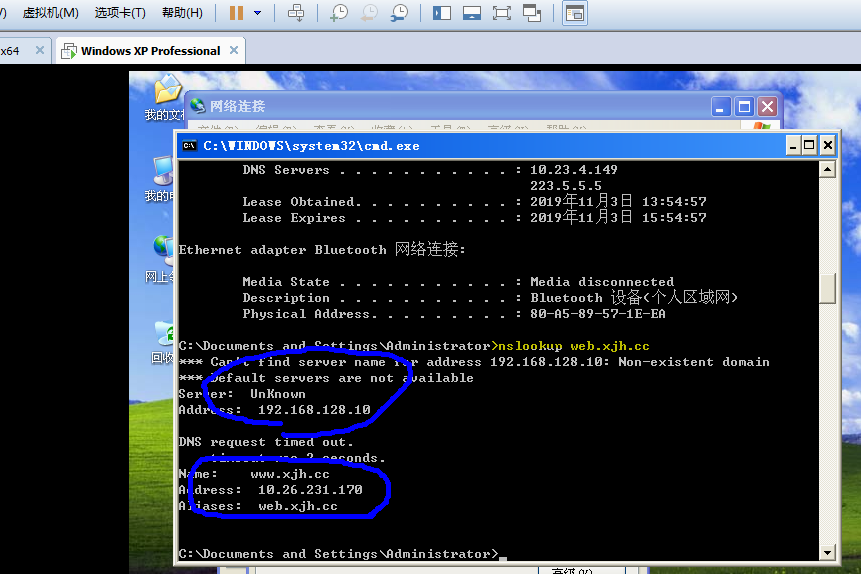 虚拟机(M) 选项卡(T) 帮助(H)
x64
Windows XP Professional
我的文
网络连接
C:\WINDOWS\system32\cmd.exe
DNS Servers . . . . . . . . . . . : 10.23.4.149
223.5.5.5
Lease Obtained. . . . . . . . . . : 2019年11月3日 13:54:57
Lease Expires . . . . . . . . . . : 2019年11月3日 15:54:57
Ethernet adapter Bluetooth 网络连接:
Media State . . . . . . . . . . . : Media disconnected
Description . . . . . . . . . . . : Bluetooth 设备(个人区域网)
Physical Address. . . . . . . . . : 80-A5-89-57-1E-EA
我的
网上
回收
C:\Documents and Settings\Administrator>nslookup web.xjh.cc
*** Can't find server name for address 192.168.128.10: Non-existent domain
*** Default servers are not available
Server: UnKnown
Address: 192.168.128.10
DNS request timed out.
timeout was 2 seconds.
Name: www.xjh.cc
Address: 10.26.231.170
Aliases: web.xjh.cc
C:\Documents and Settings\Administrator>